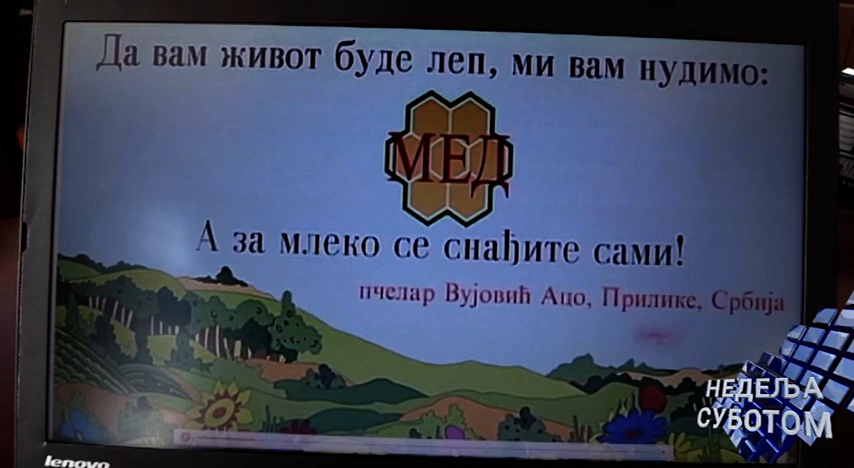 Да вам живот буде леп, ми вам нудимо:
МЕД
А за млеко се снађите сами!
пчелар Вујовић Ацо, Прилике, Србија
НЕДЕЉА
СУБОТОМ
lenovo